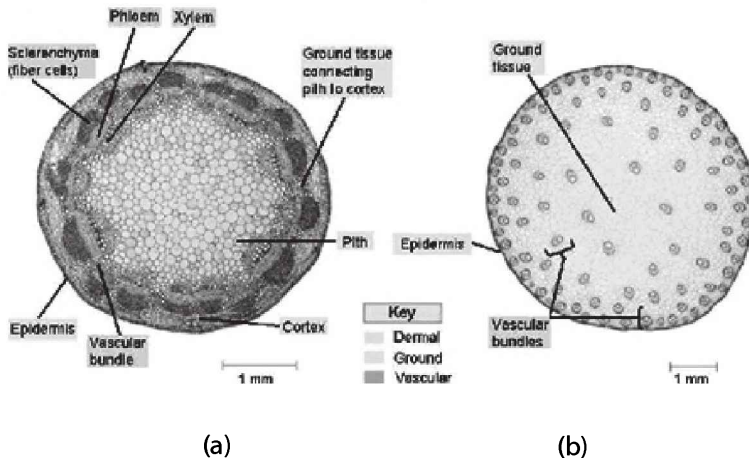 Phloem
Xylem
Sclerenchyma
(fiber cells)
Ground tissue
connecting
pith to cortex
Pith
Cortex
Epidermis
Vascular
bundle
1 mm
Key
Dermal
Ground
Vascular
Ground
tissue
Epidermis
Vascular
bundles
1 mm
(a)
(b)